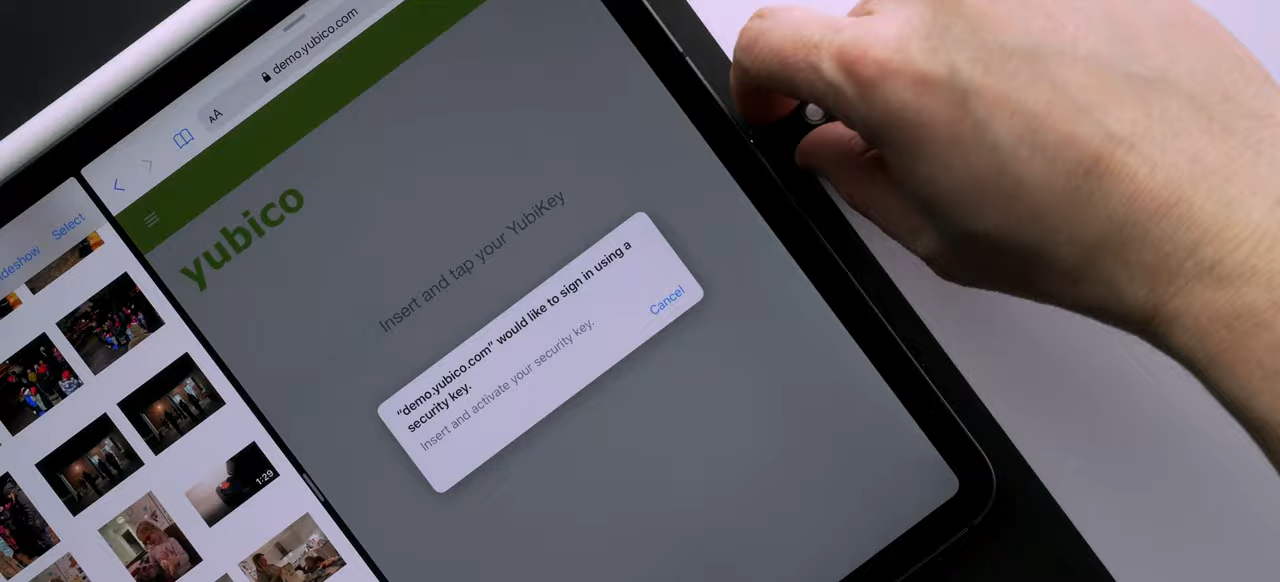 demo.yubico.com
AA
yubico
Insert and tap your YubiKey
"demo.yubico.com" would like to sign in using a
security key.
Insert and activate your security key.
Cancel
ideshow
Select
1:29